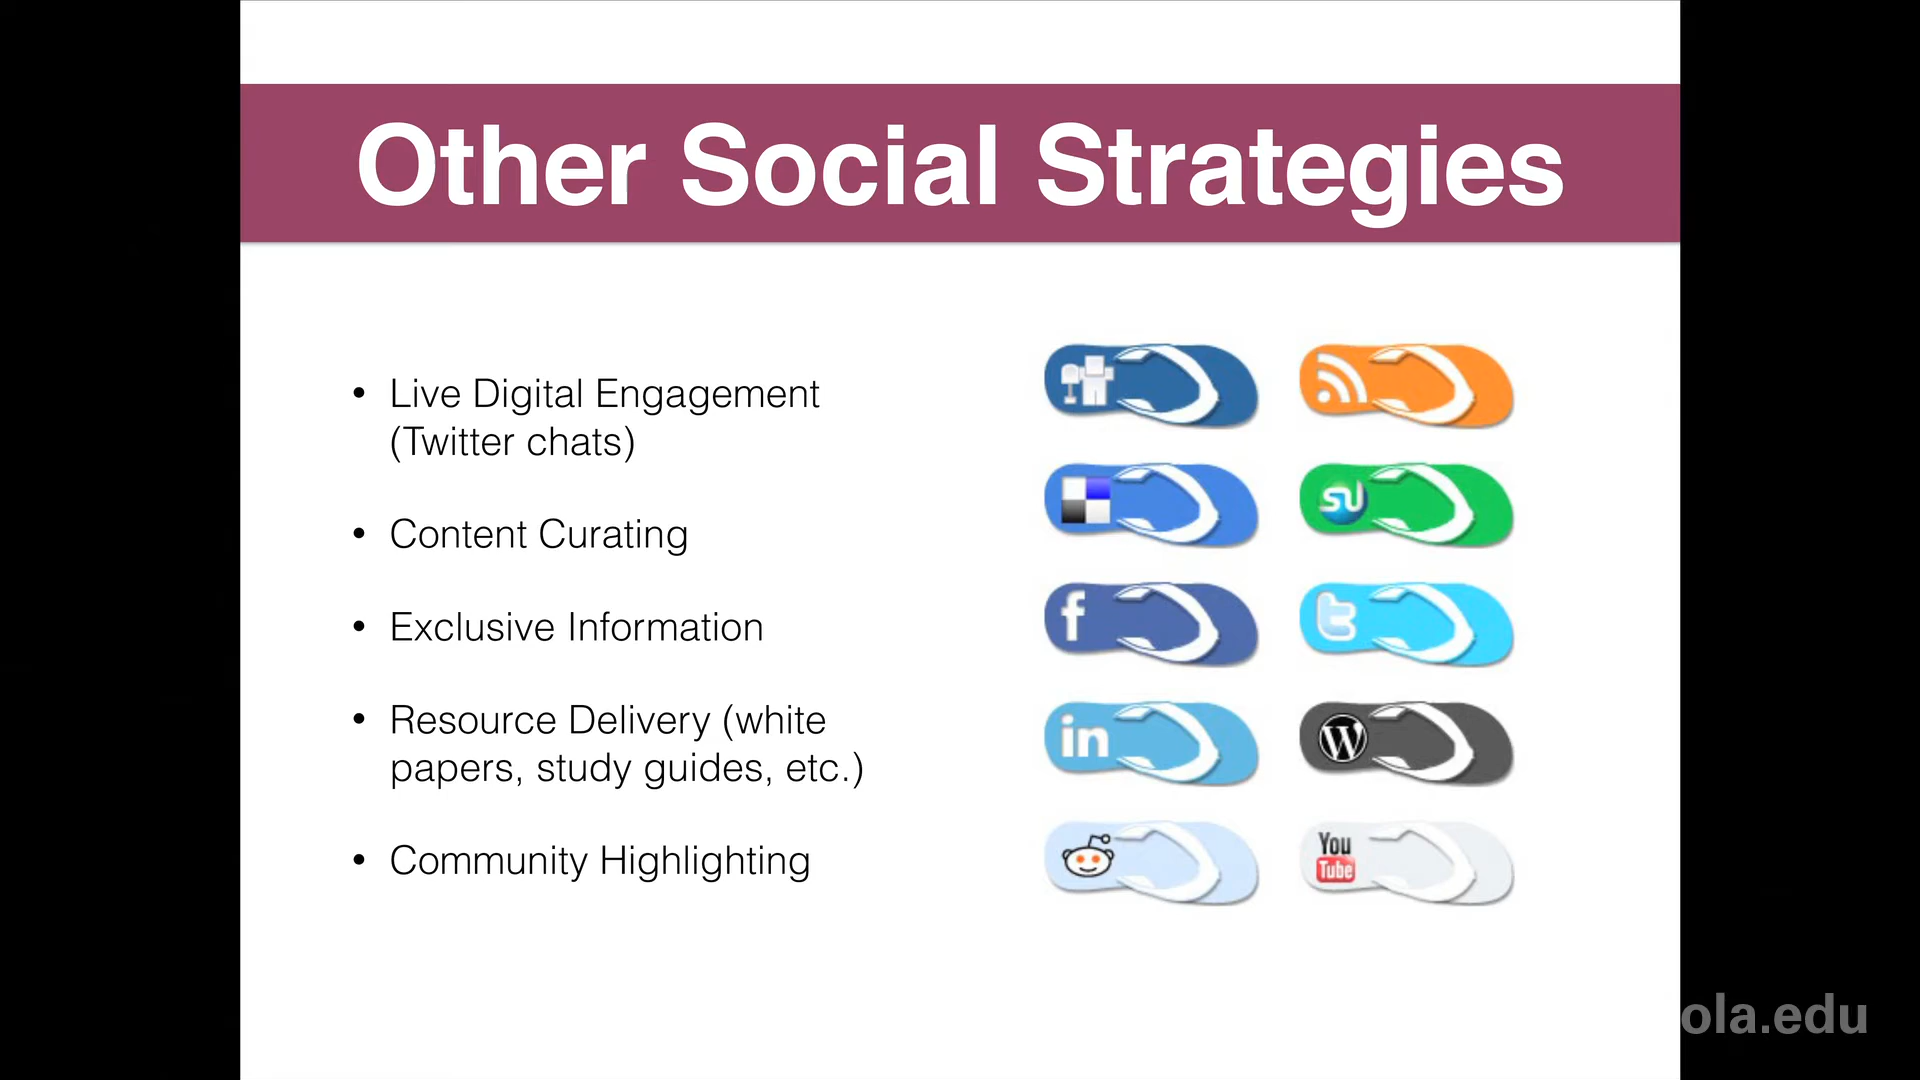 Other Social Strategies
• Live Digital Engagement
(Twitter chats)
• Content Curating
• Exclusive Information
• Resource Delivery (white
papers, study guides, etc.)
• Community Highlighting
su
f
t
in
W
You
Tube
ola.edu